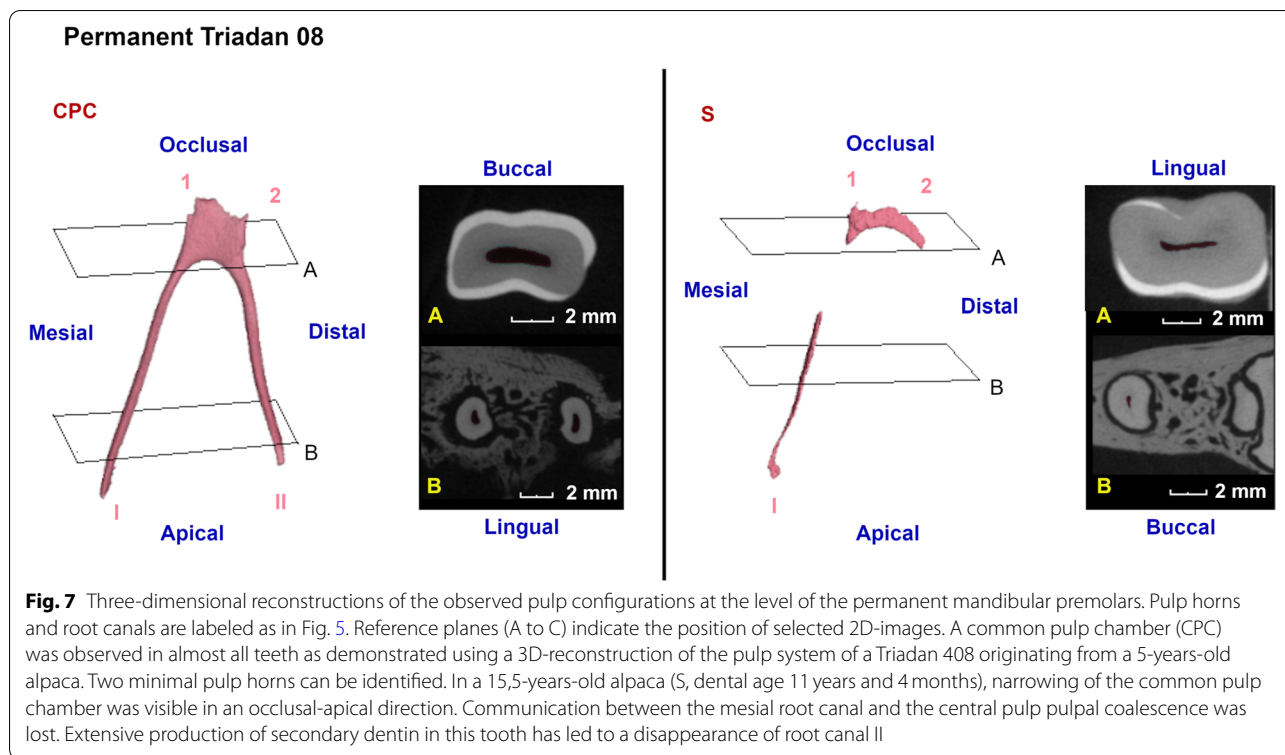 Permanent Triadan 08
CPC
Occlusal
1
2
A
Mesial
Distal
B
I
II
Apical
Buccal
A
2 mm
B
2 mm
Lingual
S
Occlusal
1
2
A
Mesial
Distal
B
I
Apical
Lingual
A
2 mm
B
2 mm
Buccal
Fig. 7 Three-dimensional reconstructions of the observed pulp configurations at the level of the permanent mandibular premolars. Pulp horns
and root canals are labeled as in Fig. 5. Reference planes (A to C) indicate the position of selected 2D-images. A common pulp chamber (CPC)
was observed in almost all teeth as demonstrated using a 3D-reconstruction of the pulp system of a Triadan 408 originating from a 5-years-old
alpaca. Two minimal pulp horns can be identified. In a 15,5-years-old alpaca (S, dental age 11 years and 4 months), narrowing of the common pulp
chamber was visible in an occlusal-apical direction. Communication between the mesial root canal and the central pulp pulpal coalescence was
lost. Extensive production of secondary dentin in this tooth has led to a disappearance of root canal II